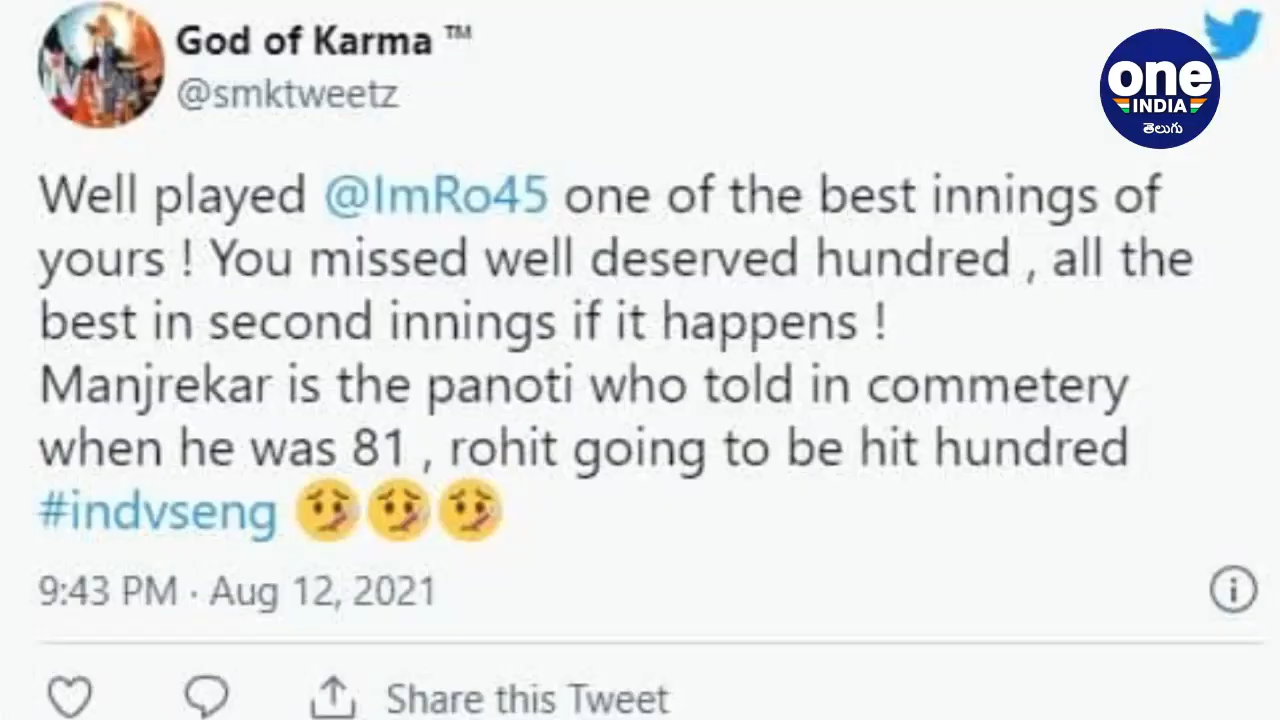 God of Karma ™
@smktweetz
one
INDIA
తెలుగు
Well played @ImRo45 one of the best innings of
yours ! You missed well deserved hundred , all the
best in second innings if it happens !
Manjrekar is the panoti who told in commetery
when he was 81 , rohit going to be hit hundred
#indvseng 🤒🤒🤒
9:43 PM · Aug 12, 2021
Share this Tweet